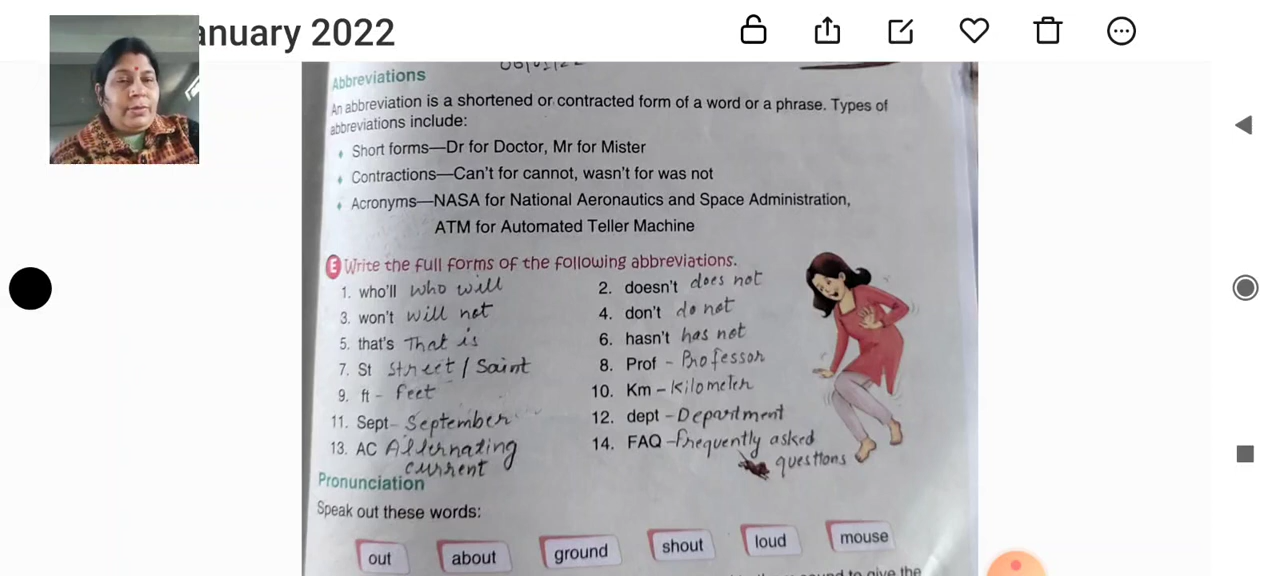 anuary 2022
Abbreviations
An abbreviation is a shortened or contracted form of a word or a phrase. Types of
abbreviations include:
Short forms—Dr for Doctor, Mr for Mister
Contractions—Can't for cannot, wasn't for was not
Acronyms—NASA for National Aeronautics and Space Administration,
ATM for Automated Teller Machine
E Write the full forms of the following abbreviations.
1. who'll who will 2. doesn't does not
3. won't will not 4. don't do not
5. that's That is 6. hasn't has not
7. St Street / Saint 8. Prof - Professor
9. ft - Feet 10. Km - Kilometer
11. Sept - September 12. dept - Department
13. AC Alternating 14. FAQ - Frequently asked
current questions
Pronunciation
Speak out these words:
out about ground shout loud mouse
to give the